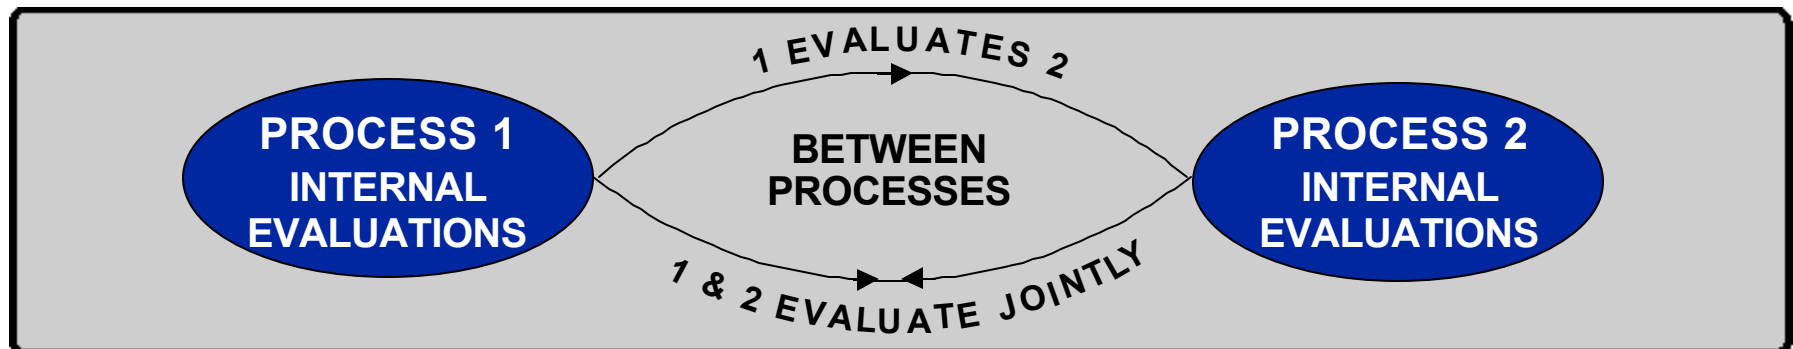 1 EVALUATES 2
PROCESS 1
INTERNAL
EVALUATIONS
BETWEEN
PROCESSES
PROCESS 2
INTERNAL
EVALUATIONS
1 & 2 EVALUATE JOINTLY